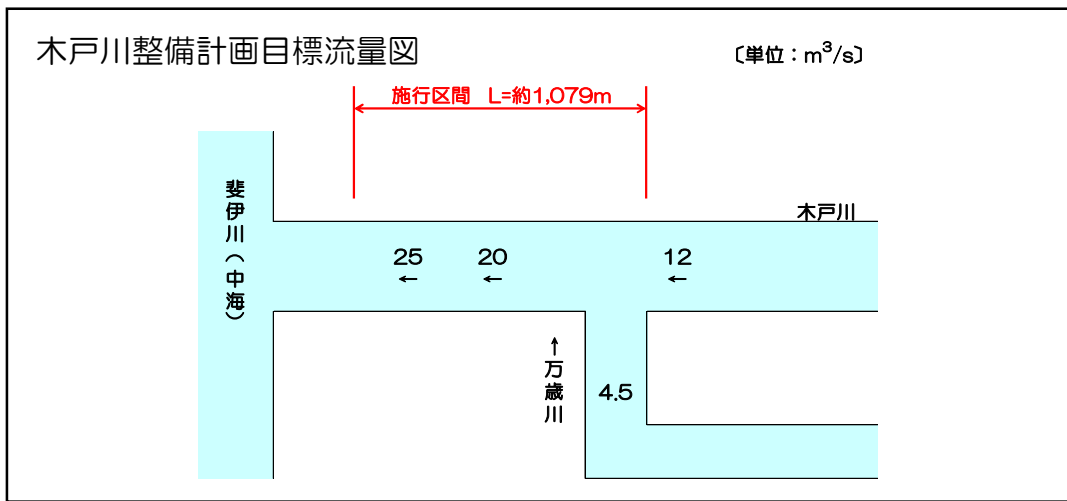 木戸川整備計画目標流量図
〔単位：m³/s〕
施行区間　L=約1,079m
斐伊川（中海）
木戸川
25
←
20
←
12
←
↑万歳川
4.5